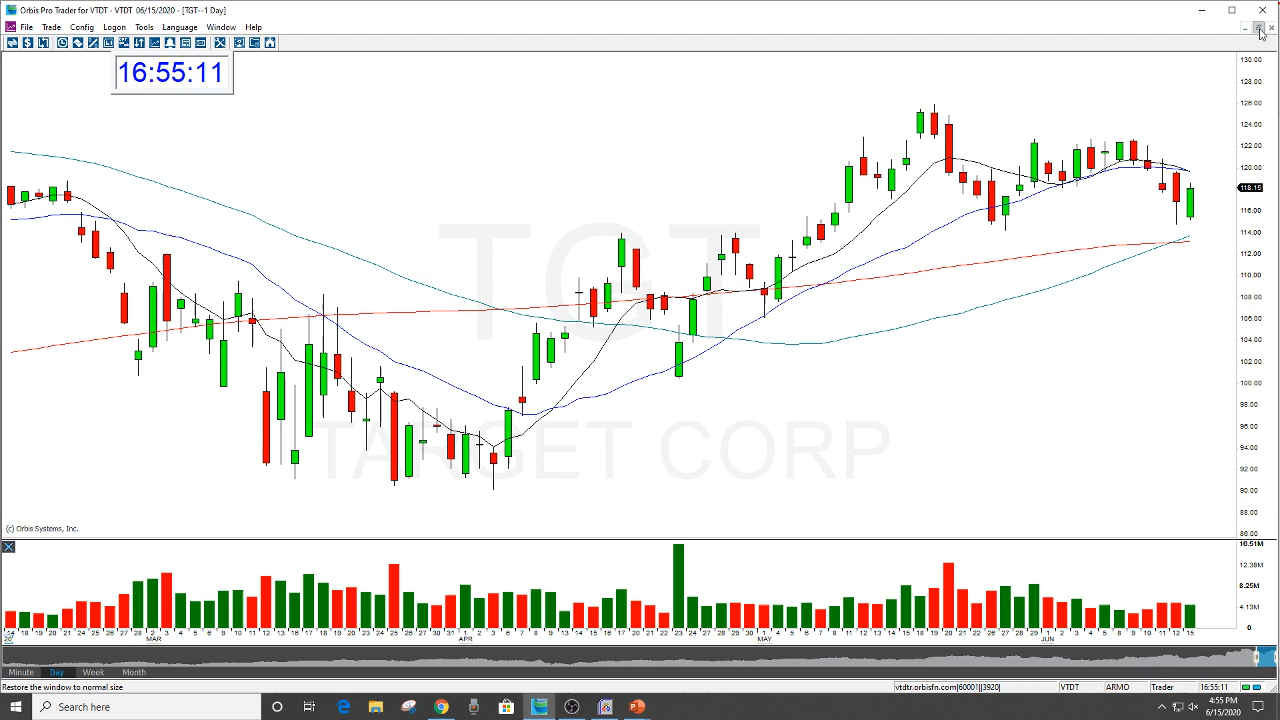 Orbis Pro Trader for VTDT - VTDT 06/15/2020 - [TGT--1 Day]
File Trade Config Logon Tools Language Window Help
16:55:11
130.00
128.00
126.00
124.00
122.00
120.00
118.15
116.00
114.00
112.00
110.00
108.00
106.00
104.00
102.00
100.00
98.00
96.00
94.00
92.00
90.00
88.00
86.00
TGT
TARGET CORP
(c) Orbis Systems, Inc.
12.38M
8.25M
4.13M
0
MAR APR MAY JUN
Minute Day Week Month
Restore the window to normal size
vtdtr.orbisfn.com|60001||3920| VTDT ARMO Trader 16:55:11
Search here
4:55 PM
6/15/2020